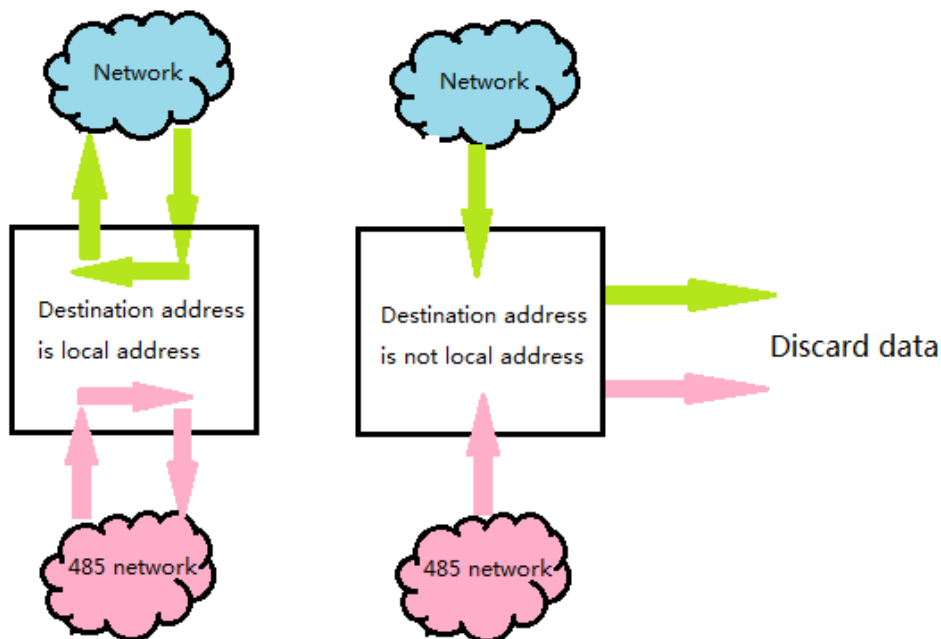 Network
Destination address
is local address
485 network
Network
Destination address
is not local address
Discard data
485 network